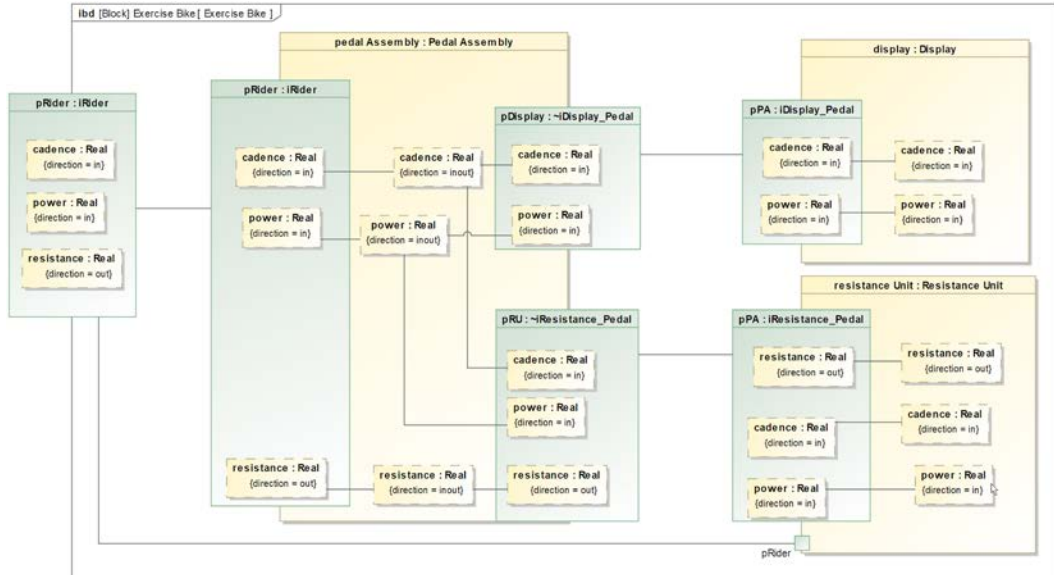 ibd [Block] Exercise Bike [ Exercise Bike ]
pRider : iRider
cadence : Real
{direction = in}
power : Real
{direction = in}
resistance : Real
{direction = out}
pedal Assembly : Pedal Assembly
pRider : iRider
cadence : Real
{direction = in}
power : Real
{direction = in}
resistance : Real
{direction = out}
cadence : Real
{direction = inout}
power : Real
{direction = inout}
resistance : Real
{direction = inout}
pDisplay : ~iDisplay_Pedal
cadence : Real
{direction = in}
power : Real
{direction = in}
pRU : ~iResistance_Pedal
cadence : Real
{direction = in}
power : Real
{direction = in}
resistance : Real
{direction = out}
display : Display
pPA : iDisplay_Pedal
cadence : Real
{direction = in}
power : Real
{direction = in}
cadence : Real
{direction = in}
power : Real
{direction = in}
resistance Unit : Resistance Unit
pPA : iResistance_Pedal
resistance : Real
{direction = out}
cadence : Real
{direction = in}
power : Real
{direction = in}
resistance : Real
{direction = out}
cadence : Real
{direction = in}
power : Real
{direction = in}
pRider